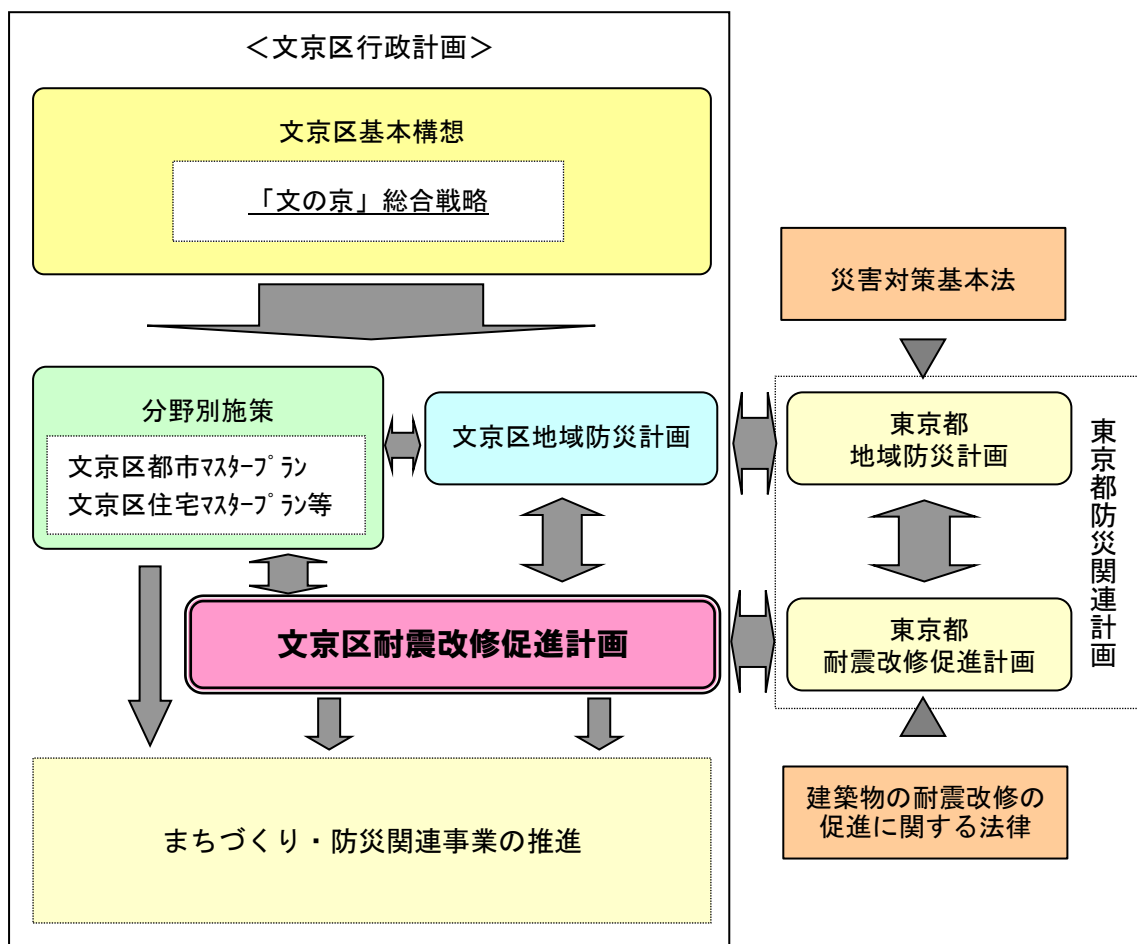 ＜文京区行政計画＞
文京区基本構想
「文の京」総合戦略
災害対策基本法
分野別施策
文京区都市ﾏｽﾀｰﾌﾟﾗﾝ
文京区住宅ﾏｽﾀｰﾌﾟﾗﾝ等
文京区地域防災計画
東京都
地域防災計画
東京都防災関連計画
文京区耐震改修促進計画
東京都
耐震改修促進計画
まちづくり・防災関連事業の推進
建築物の耐震改修の
促進に関する法律